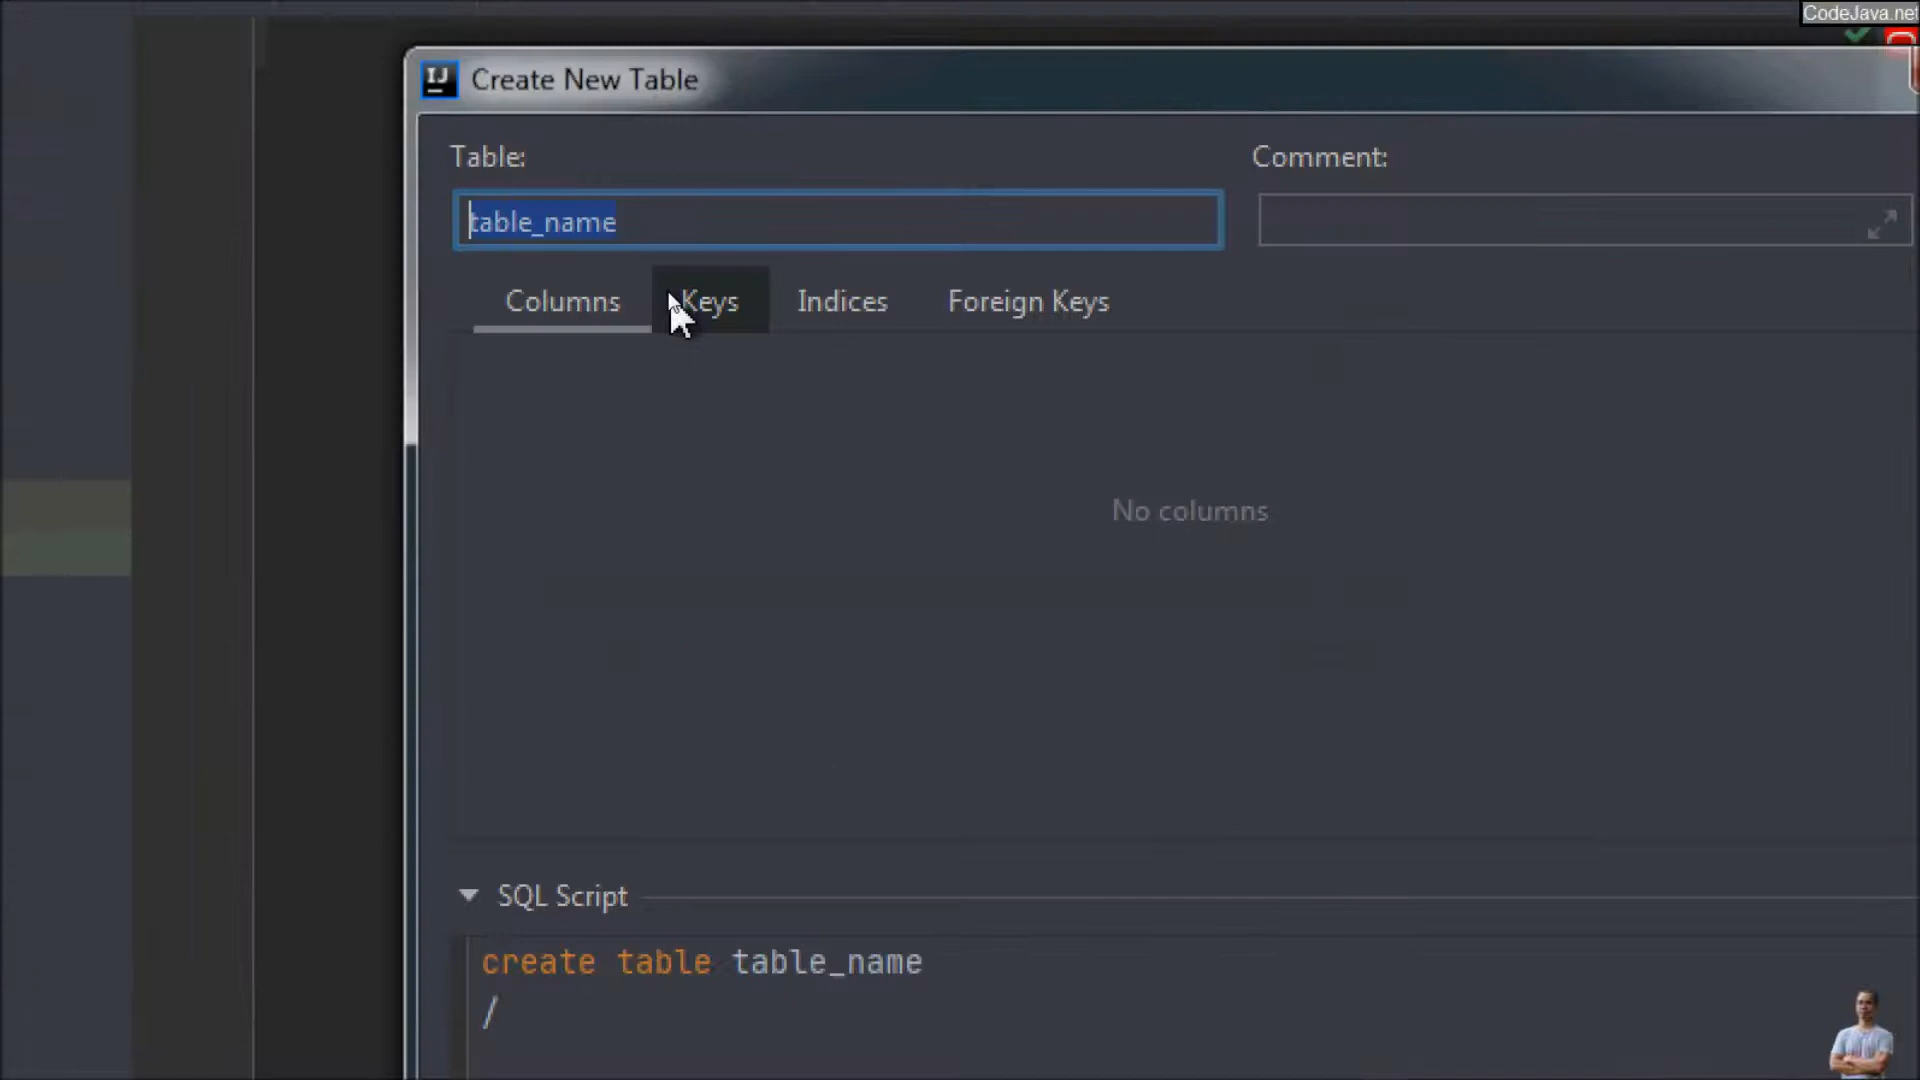 CodeJava.net
IJ
Create New Table
Table:
Comment:
table_name
Columns
Keys
Indices
Foreign Keys
No columns
SQL Script
create table table_name
/